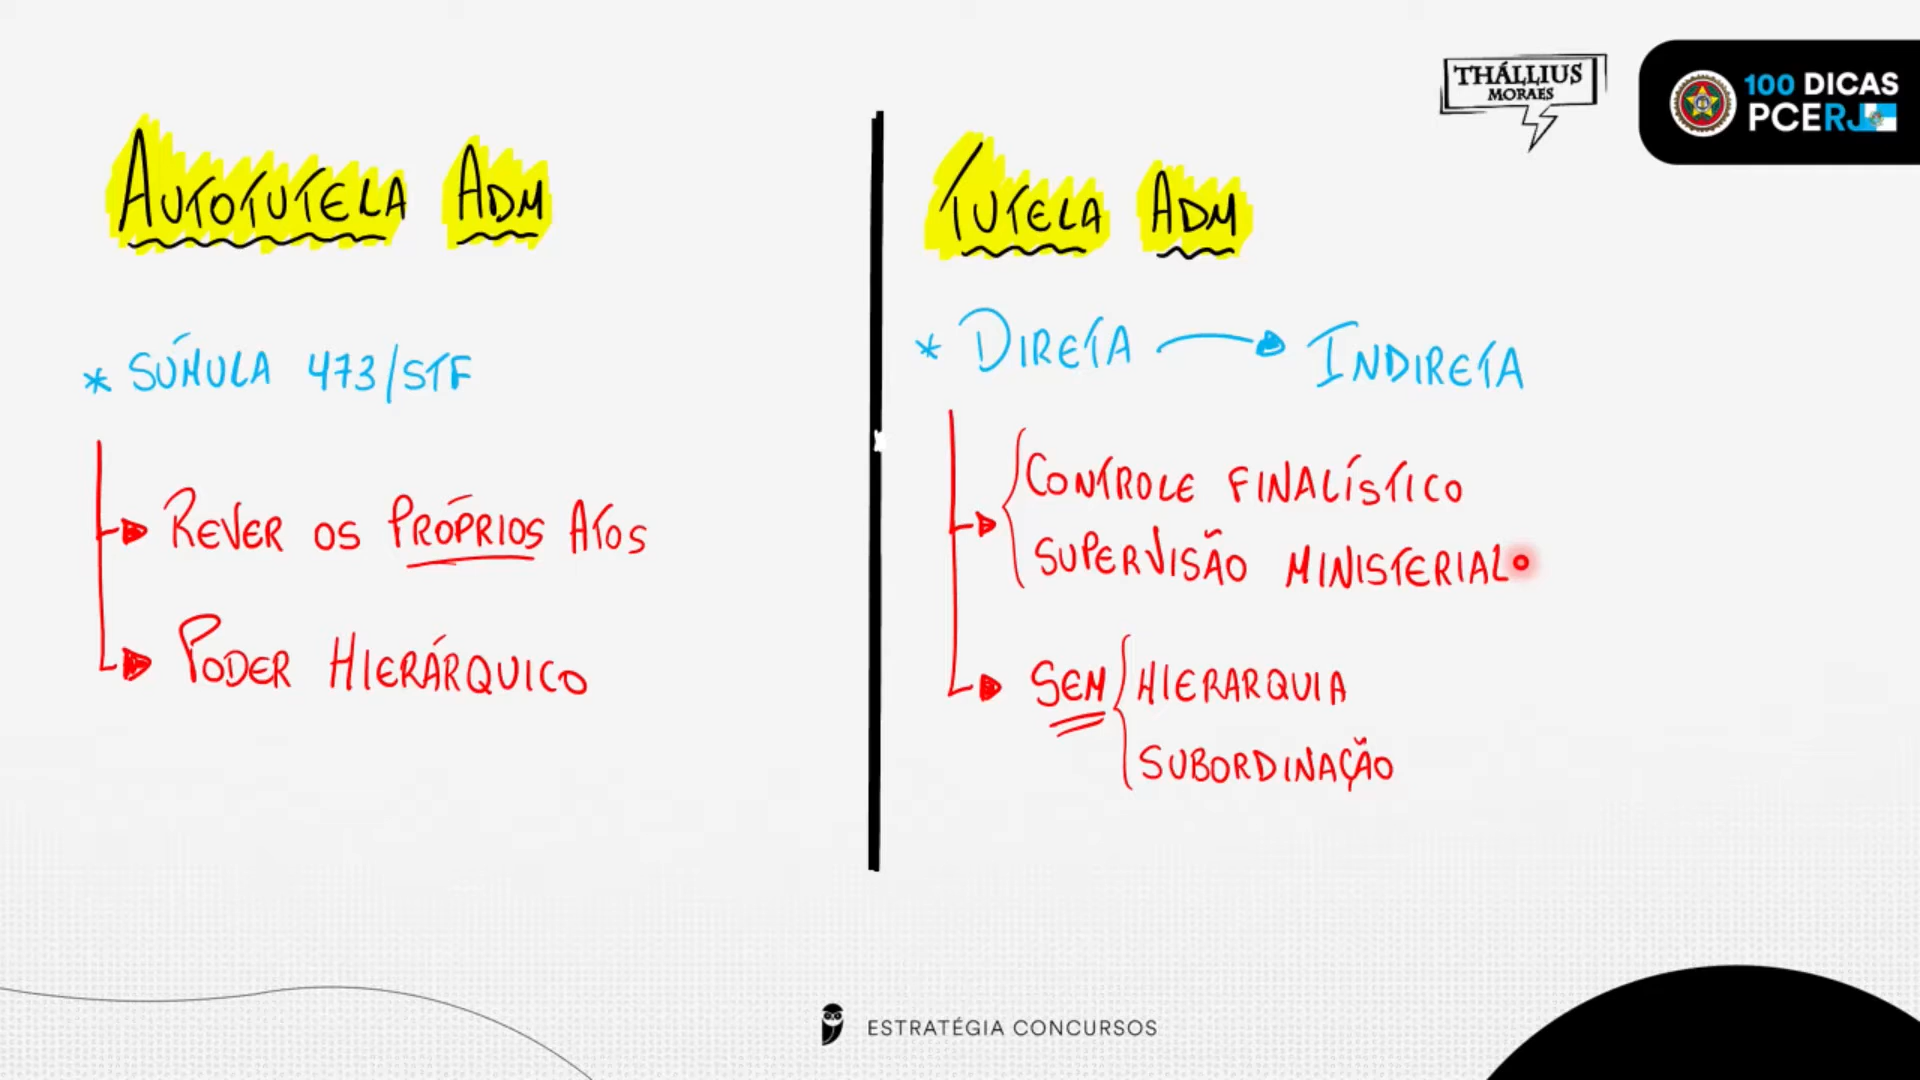 THÁLLIUS
MORAES
100 DICAS
PCERJ
AUTOTUTELA ADM
* SÚMULA 473/STF
REVER OS PRÓPRIOS ATOS
PODER HIERÁRQUICO
TUTELA ADM
* DIRETA → INDIRETA
CONTROLE FINALÍSTICO
SUPERVISÃO MINISTERIAL
SEM HIERARQUIA
SUBORDINAÇÃO
ESTRATÉGIA CONCURSOS